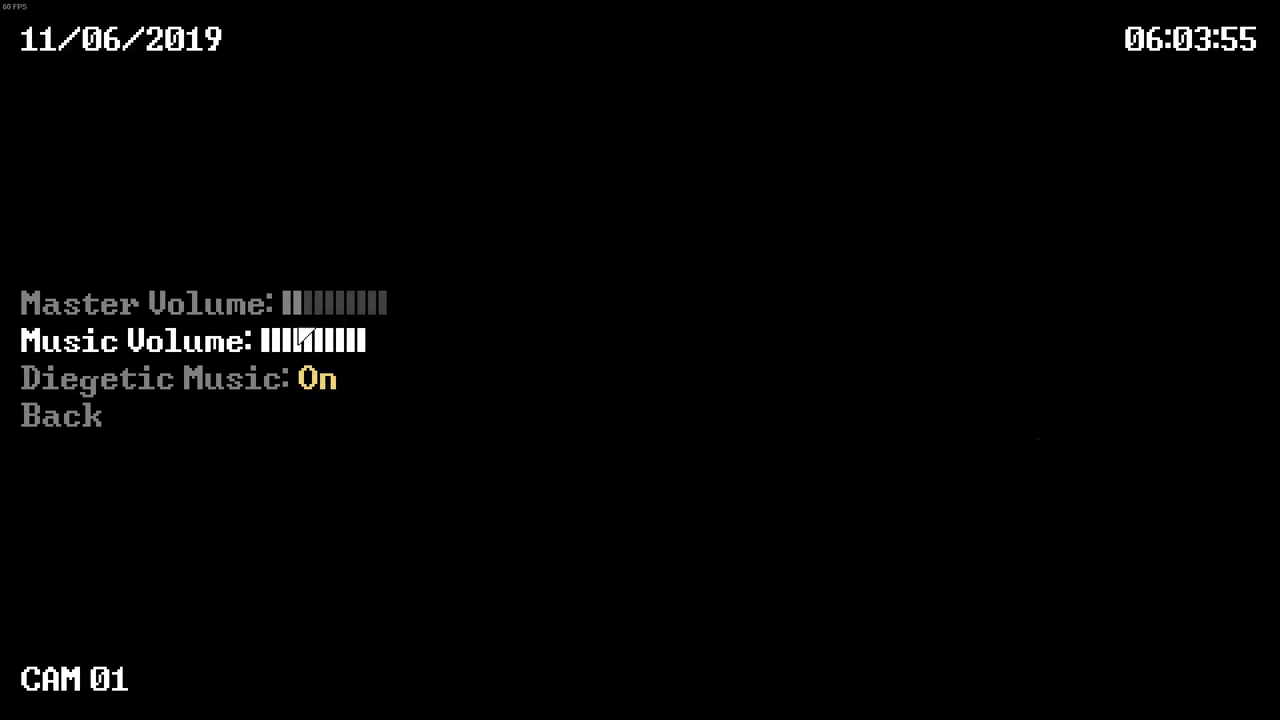 60 FPS
11/06/2019
06:03:55
Master Volume:
Music Volume:
Diegetic Music: On
Back
CAM 01